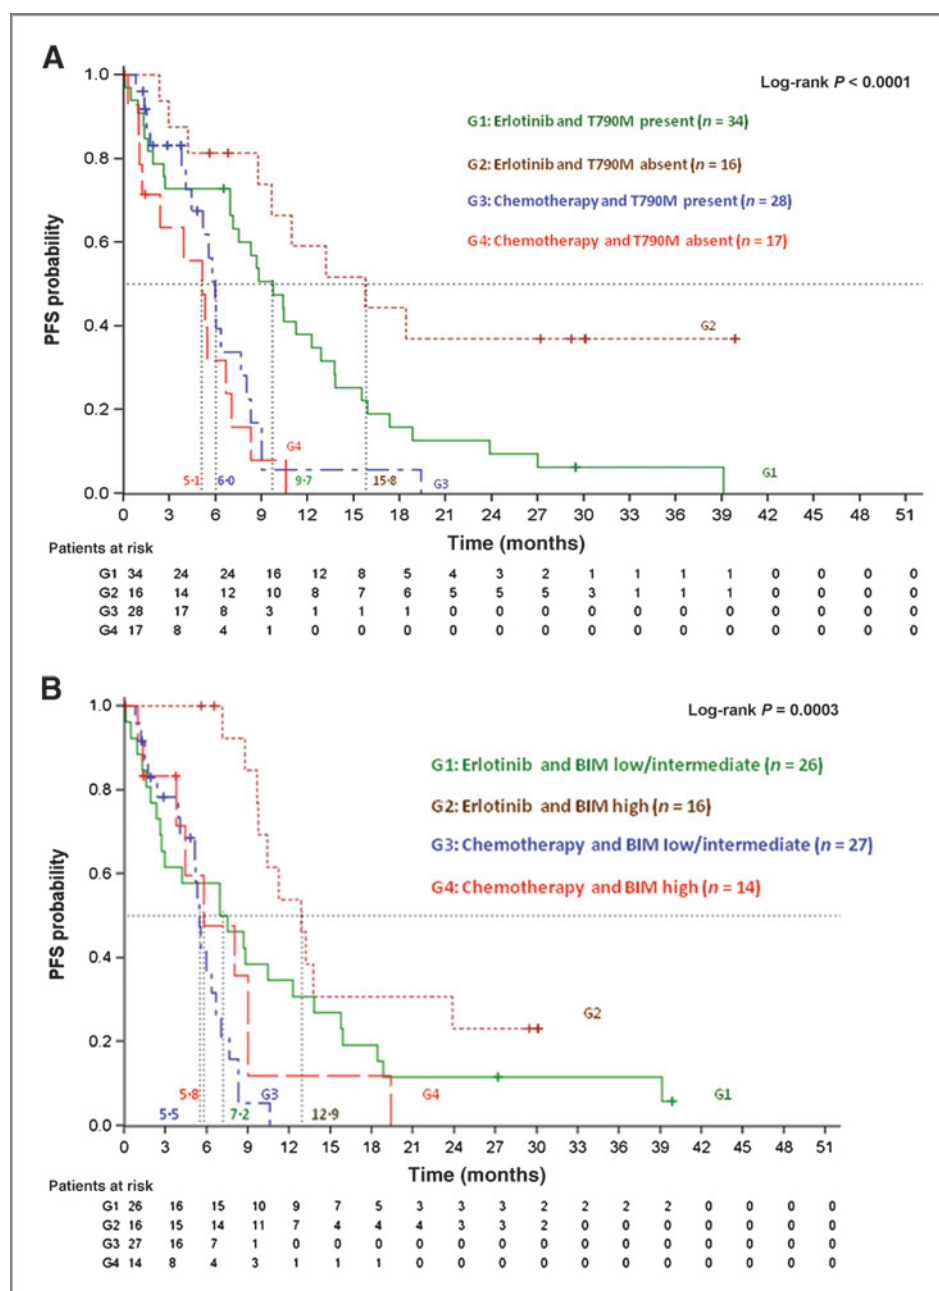 A
Log-rank P < 0.0001
G1: Erlotinib and T790M present (n = 34)
G2: Erlotinib and T790M absent (n = 16)
G3: Chemotherapy and T790M present (n = 28)
G4: Chemotherapy and T790M absent (n = 17)
PFS probability
1.0
0.8
0.6
0.4
0.2
0.0
G2
G4
G1
G3
5·1
6·0
9·7
15·8
0 3 6 9 12 15 18 21 24 27 30 33 36 39 42 45 48 51
Time (months)
Patients at risk
G1 34 24 24 16 12 8 5 4 3 2 1 1 1 1 0 0 0 0
G2 16 14 12 10 8 7 6 5 5 5 3 1 1 1 0 0 0 0
G3 28 17 8 3 1 1 1 0 0 0 0 0 0 0 0 0 0 0
G4 17 8 4 1 0 0 0 0 0 0 0 0 0 0 0 0 0 0
B
Log-rank P = 0.0003
G1: Erlotinib and BIM low/intermediate (n = 26)
G2: Erlotinib and BIM high (n = 16)
G3: Chemotherapy and BIM low/intermediate (n = 27)
G4: Chemotherapy and BIM high (n = 14)
PFS probability
1.0
0.8
0.6
0.4
0.2
0.0
G2
5·8
G3
G4
G1
5·5
7·2
12·9
0 3 6 9 12 15 18 21 24 27 30 33 36 39 43 45 48 51
Time (months)
Patients at risk
G1 26 16 15 10 9 7 5 3 3 3 2 2 2 2 0 0 0 0
G2 16 15 14 11 7 4 4 4 3 3 2 0 0 0 0 0 0 0
G3 27 16 7 1 0 0 0 0 0 0 0 0 0 0 0 0 0 0
G4 14 8 4 3 1 1 1 0 0 0 0 0 0 0 0 0 0 0